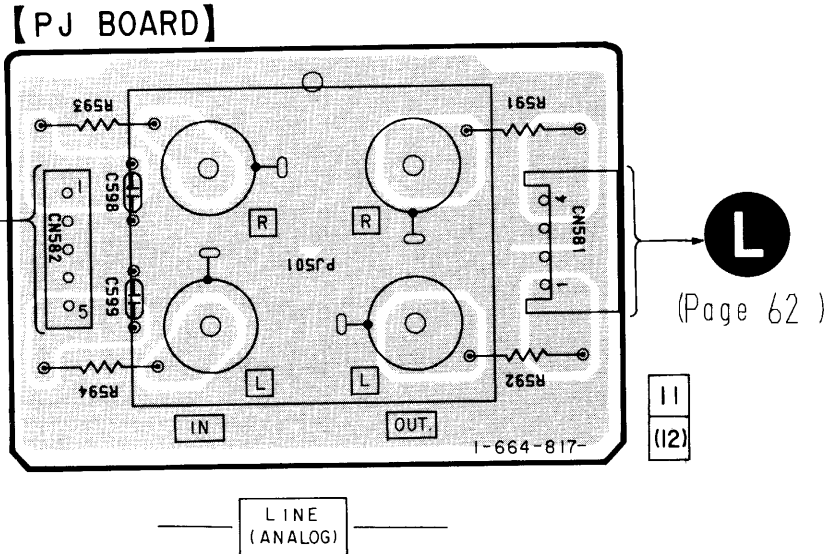 【PJ BOARD】
R593
R591
1
C598
CN582
R
R
PJ501
4
CN581
1
L
(Page 62 )
C599
5
R594
L
L
R592
IN
OUT.
1-664-817-
11
(12)
LINE
(ANALOG)